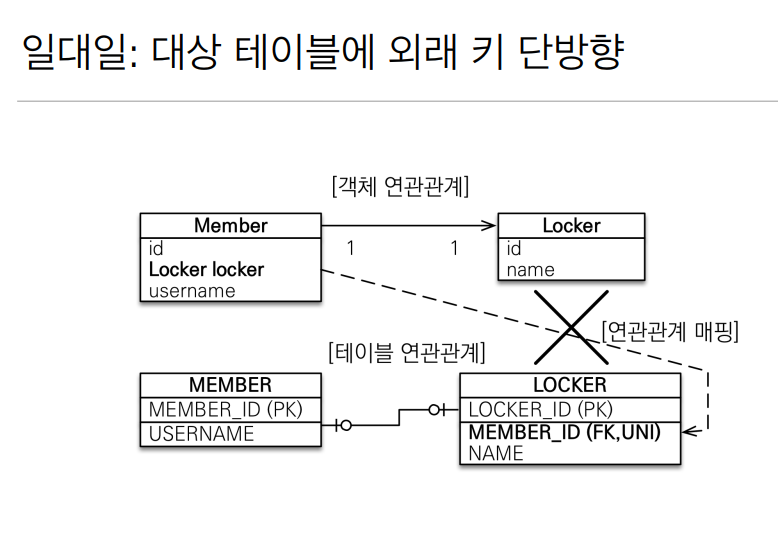 일대일: 대상 테이블에 외래 키 단방향
[객체 연관관계]
Member
id
Locker locker
username
1
1
Locker
id
name
[연관관계 매핑]
[테이블 연관관계]
MEMBER
MEMBER_ID (PK)
USERNAME
LOCKER
LOCKER_ID (PK)
MEMBER_ID (FK,UNI)
NAME